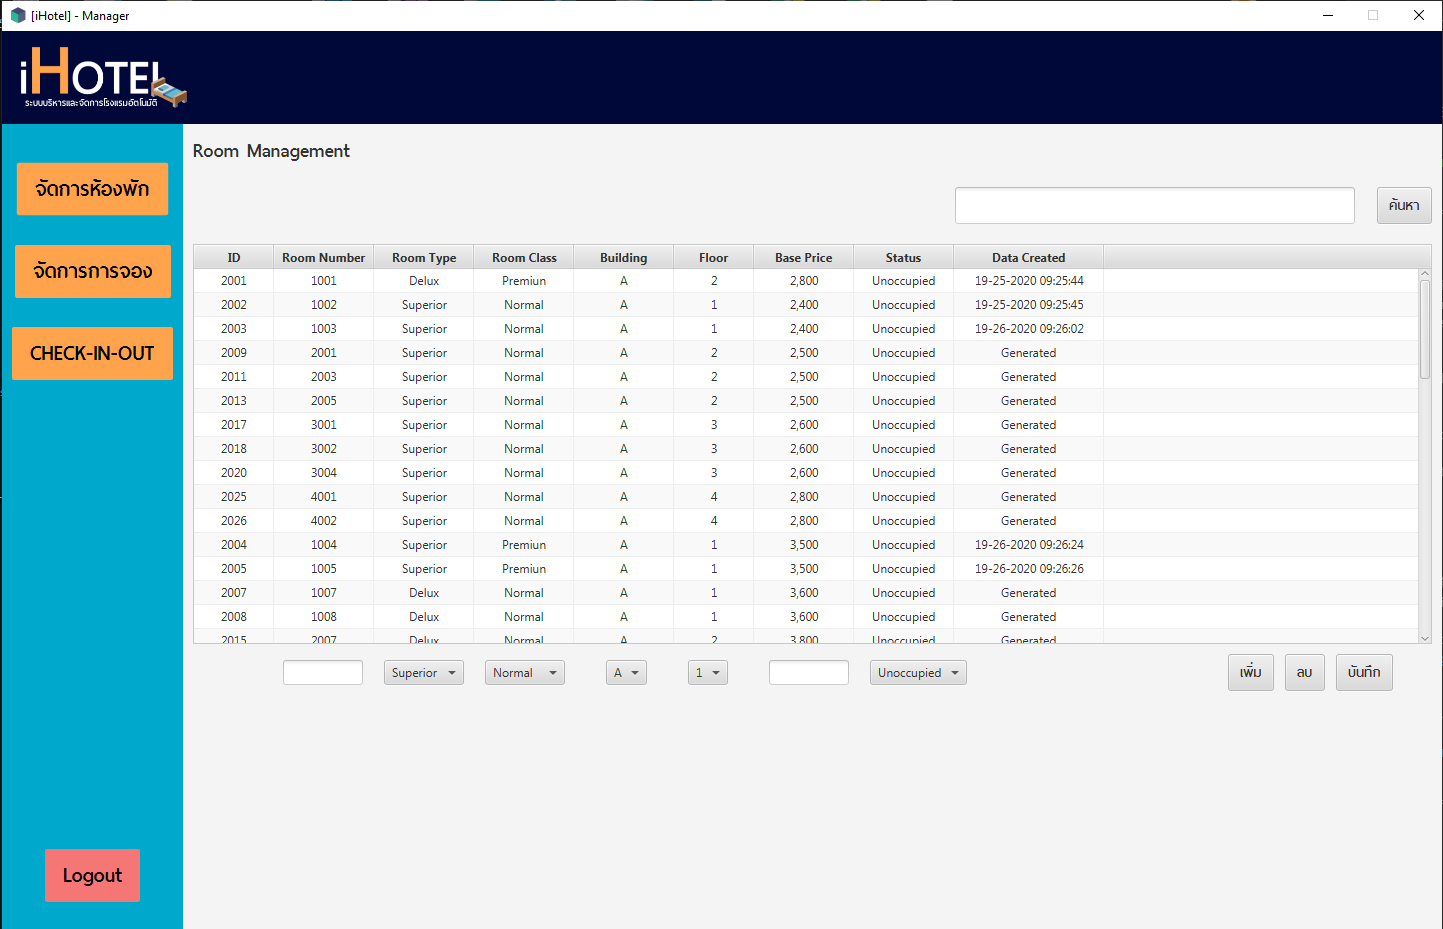 [iHotel] - Manager
iHOTEL
ระบบบริหารและจัดการโรงแรมอัตโนมัติ
จัดการห้องพัก
จัดการการจอง
CHECK-IN-OUT
Logout
Room Management
ค้นหา
ID Room Number Room Type Room Class Building Floor Base Price Status Data Created
2001 1001 Delux Premiun A 2 2,800 Unoccupied 19-25-2020 09:25:44
2002 1002 Superior Normal A 1 2,400 Unoccupied 19-25-2020 09:25:45
2003 1003 Superior Normal A 1 2,400 Unoccupied 19-26-2020 09:26:02
2009 2001 Superior Normal A 2 2,500 Unoccupied Generated
2011 2003 Superior Normal A 2 2,500 Unoccupied Generated
2013 2005 Superior Normal A 2 2,500 Unoccupied Generated
2017 3001 Superior Normal A 3 2,600 Unoccupied Generated
2018 3002 Superior Normal A 3 2,600 Unoccupied Generated
2020 3004 Superior Normal A 3 2,600 Unoccupied Generated
2025 4001 Superior Normal A 4 2,800 Unoccupied Generated
2026 4002 Superior Normal A 4 2,800 Unoccupied Generated
2004 1004 Superior Premiun A 1 3,500 Unoccupied 19-26-2020 09:26:24
2005 1005 Superior Premiun A 1 3,500 Unoccupied 19-26-2020 09:26:26
2007 1007 Delux Normal A 1 3,600 Unoccupied Generated
2008 1008 Delux Normal A 1 3,600 Unoccupied Generated
2015 2007 Delux Normal A 2 3,800 Unoccupied Generated
Superior Normal A 1 Unoccupied เพิ่ม ลบ บันทึก